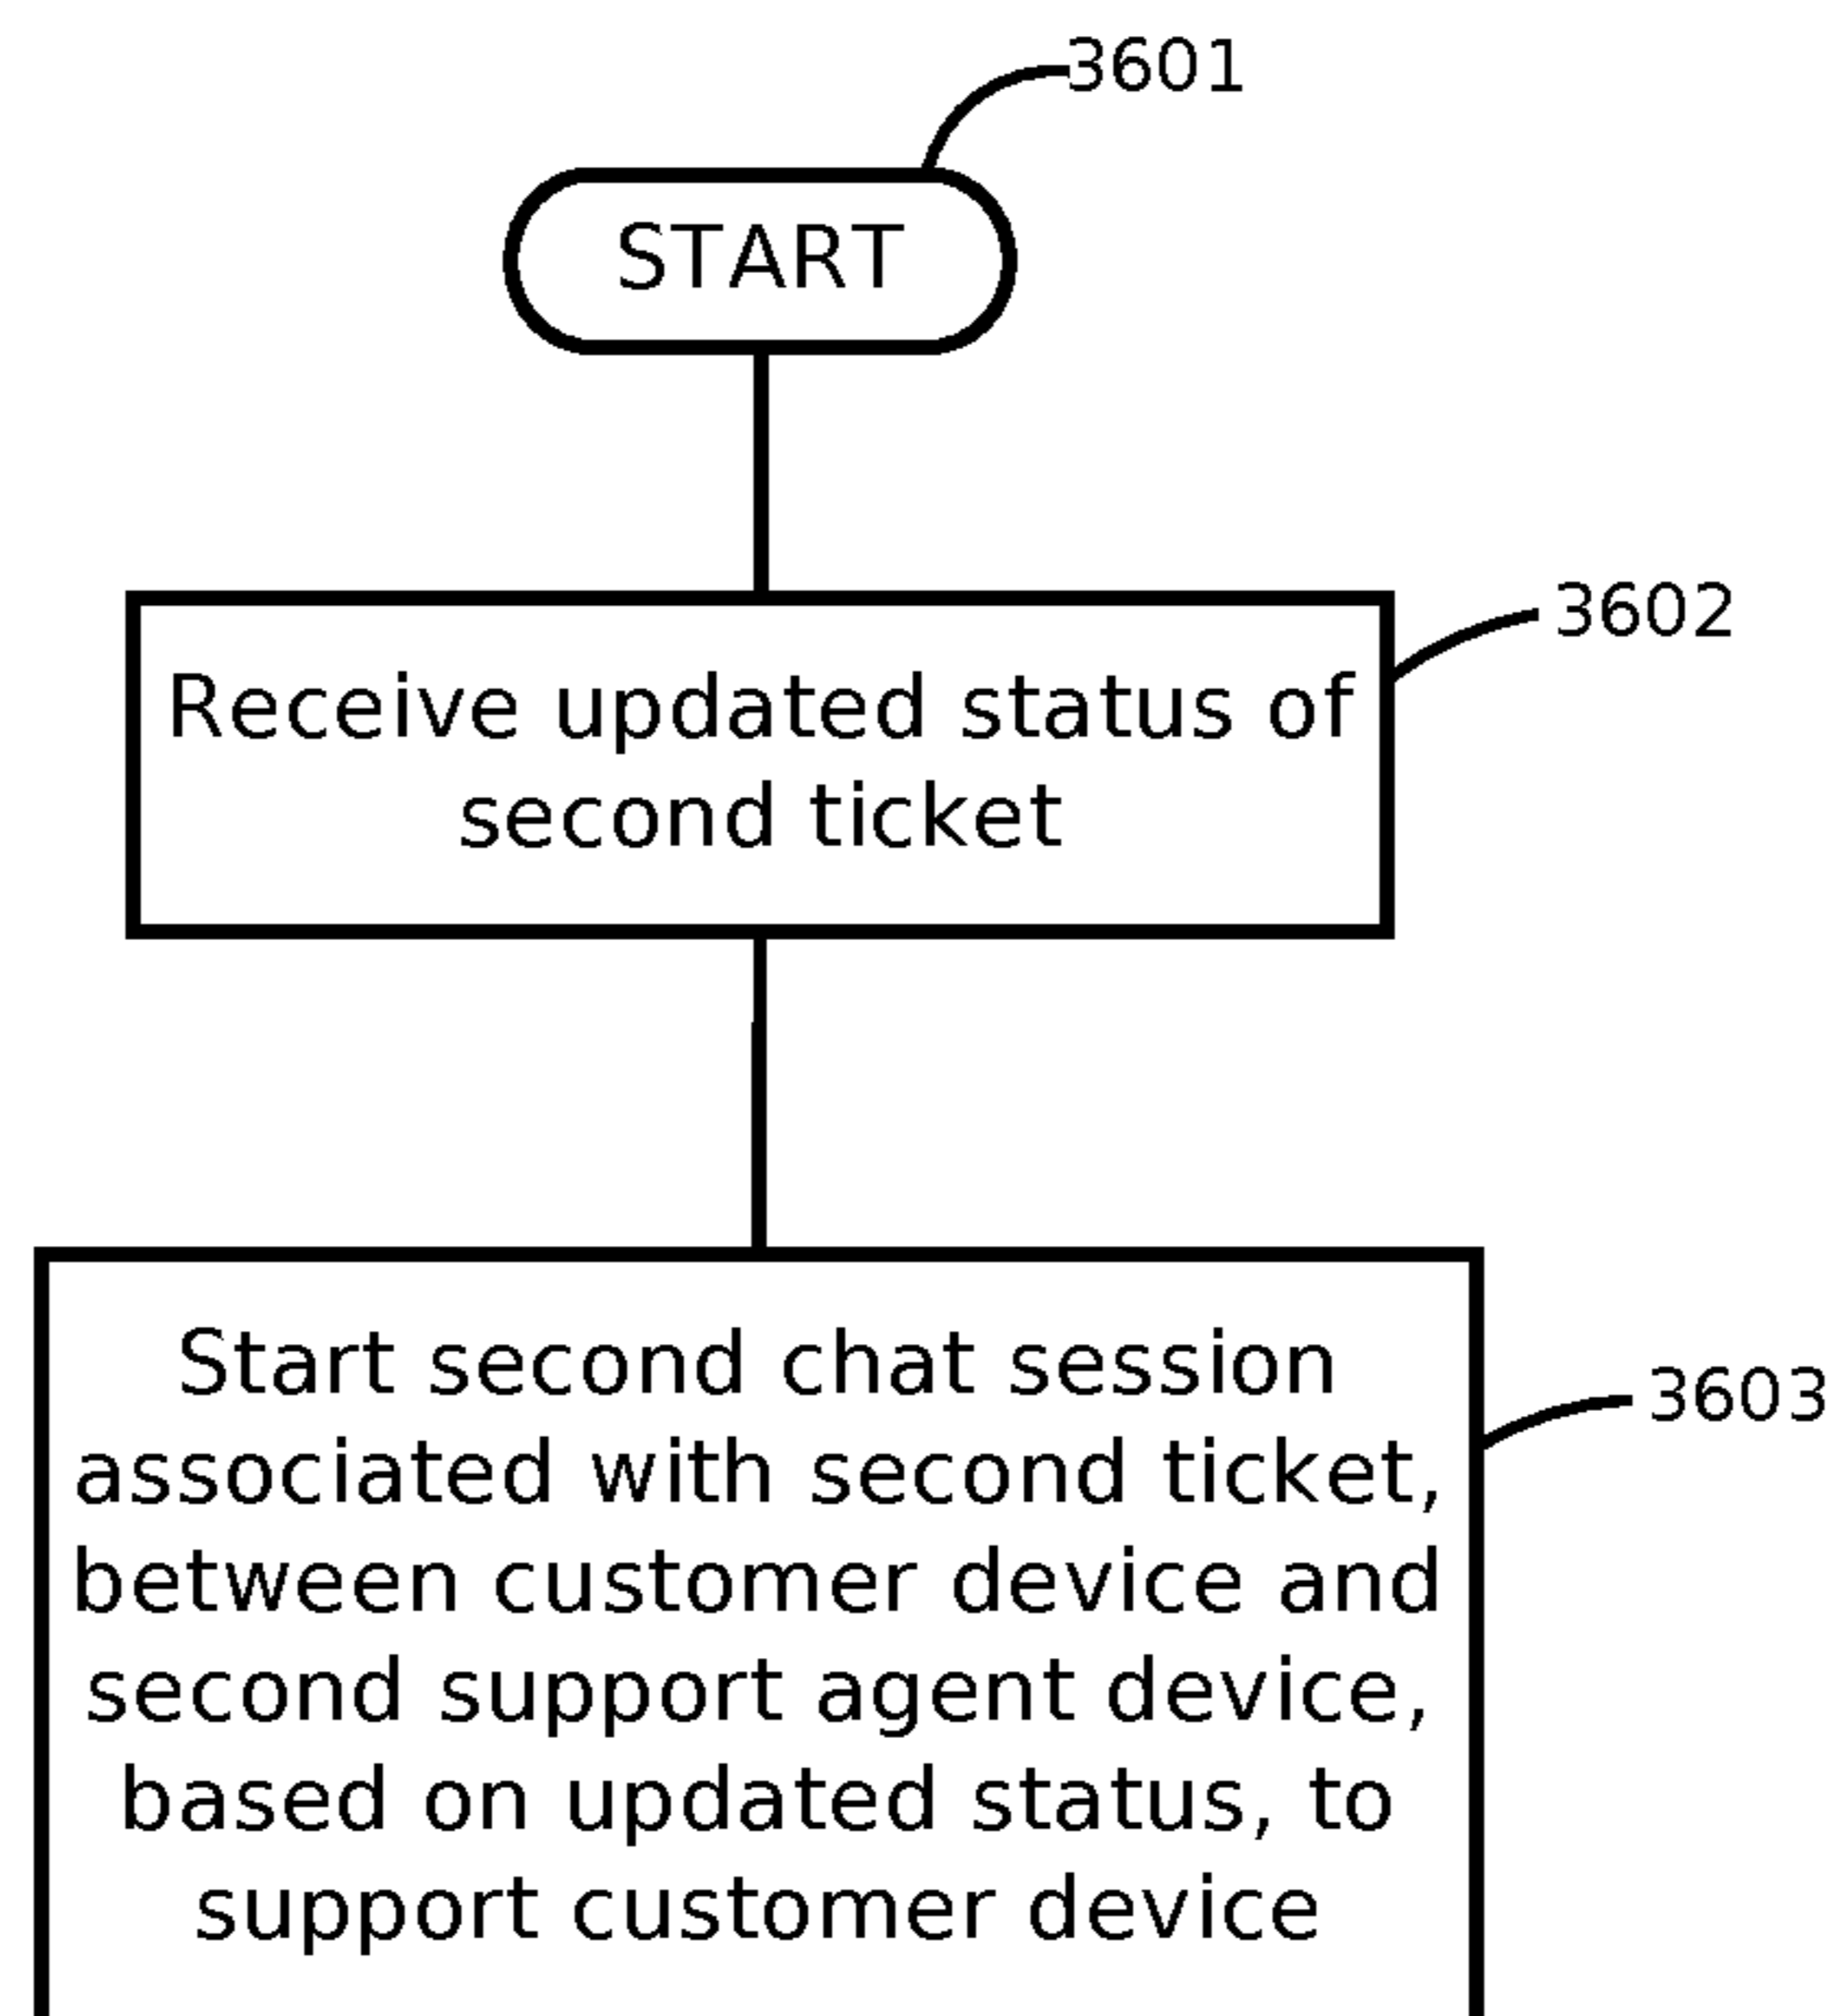 3601
START
3602
Receive updated status of
second ticket
Start second chat session
3603
associated with second ticket,
between customer device and
second support agent device,
based on updated status, to
support customer device